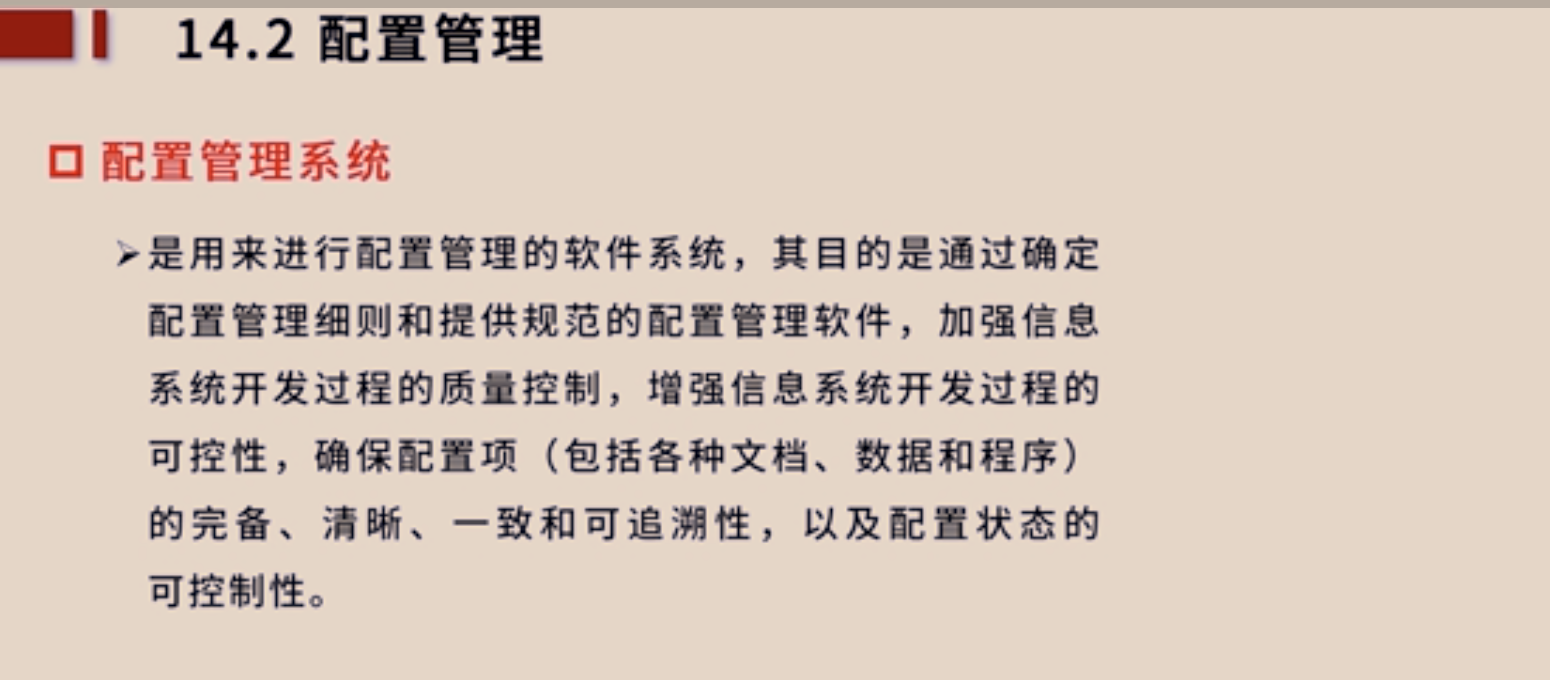 14.2 配置管理
配置管理系统
是用来进行配置管理的软件系统，其目的是通过确定
配置管理细则和提供规范的配置管理软件，加强信息
系统开发过程的质量控制，增强信息系统开发过程的
可控性，确保配置项（包括各种文档、数据和程序）
的完备、清晰、一致和可追溯性，以及配置状态的
可控制性。